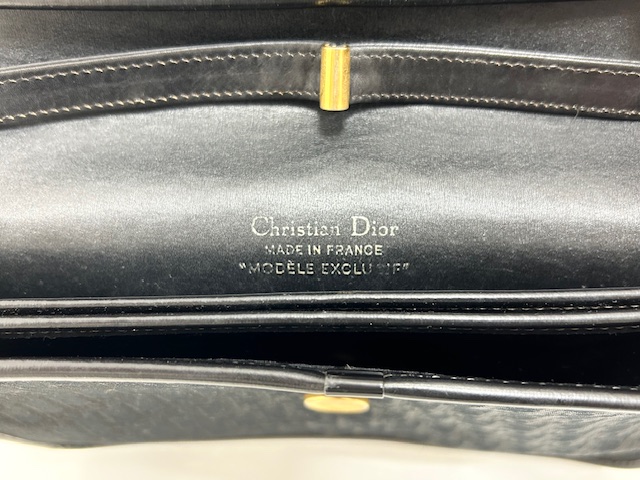 Christian Dior
MADE IN FRANCE
"MODÈLE EXCLUSIF"